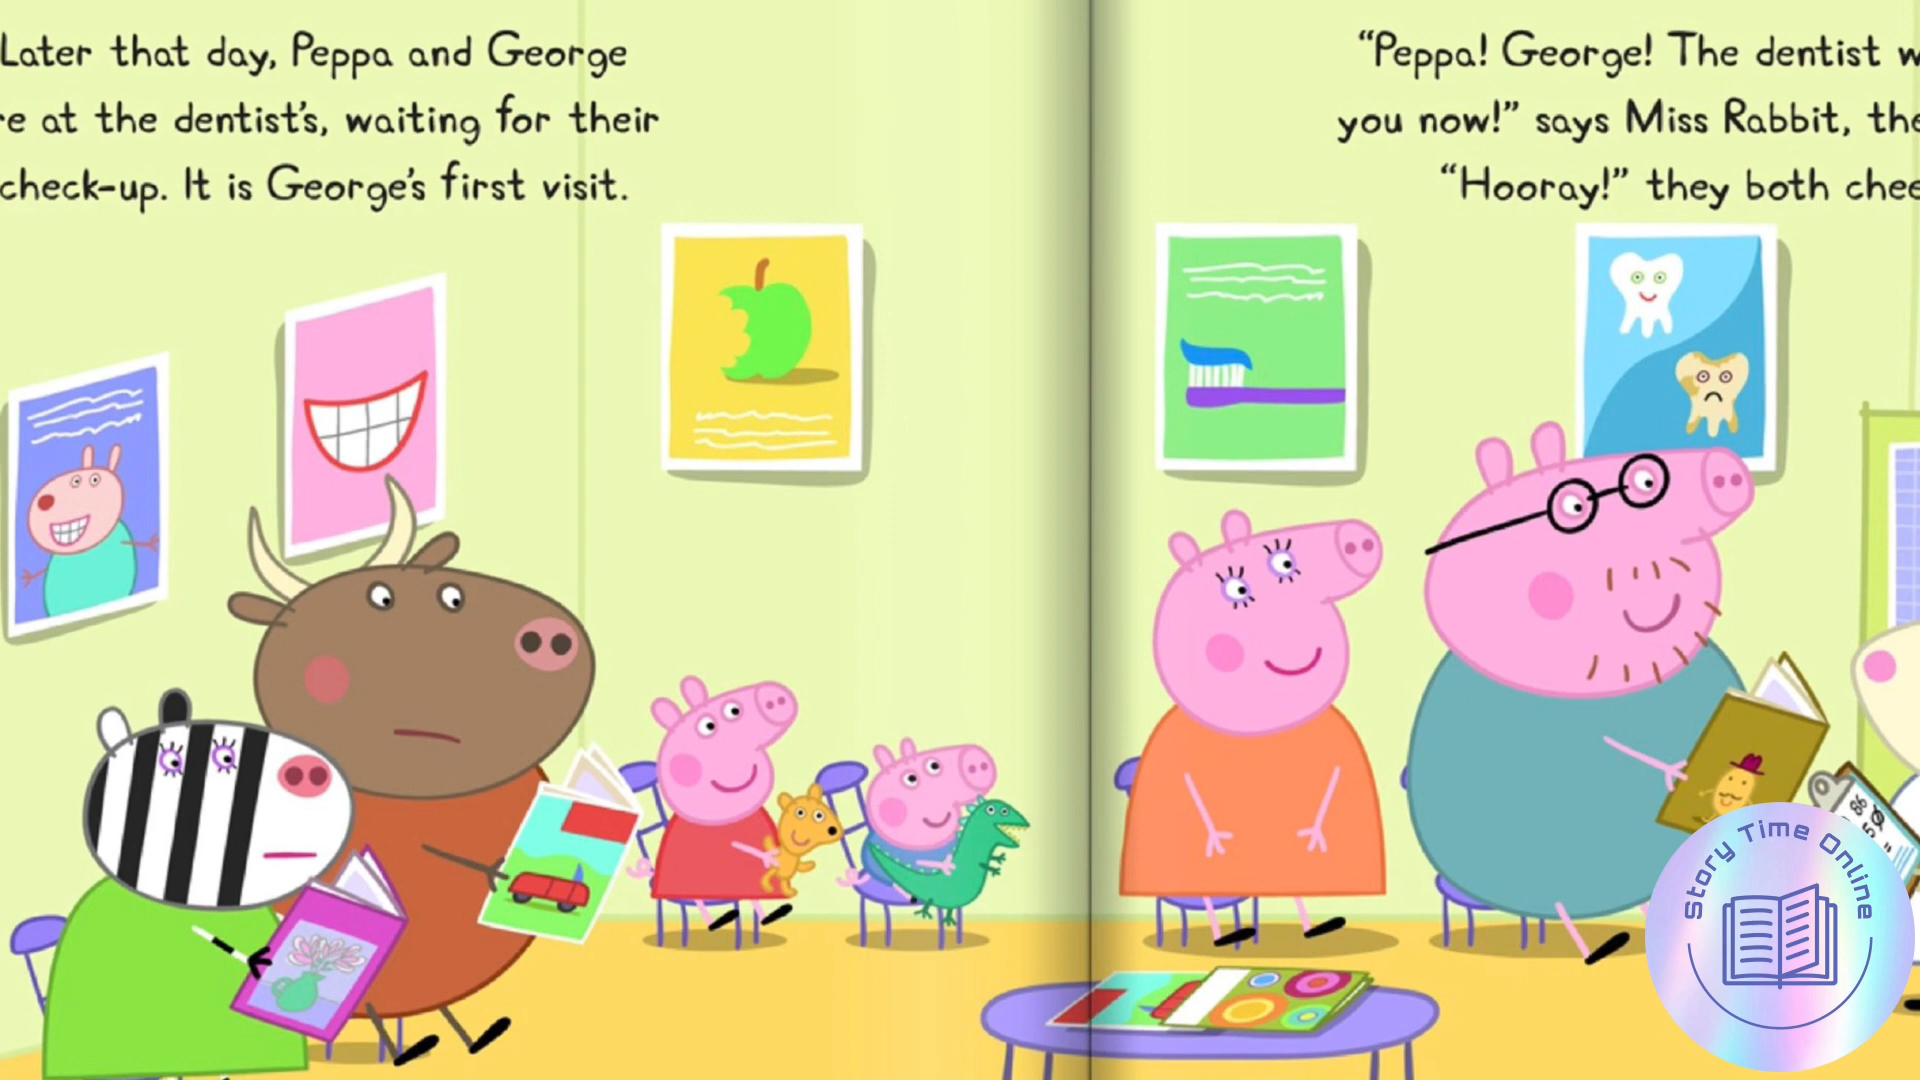 Later that day, Peppa and George
at the dentist's, waiting for their
check-up. It is George's first visit.
"Peppa! George! The dentist
you now!" says Miss Rabbit,
"Hooray!" they both
Story Time Online